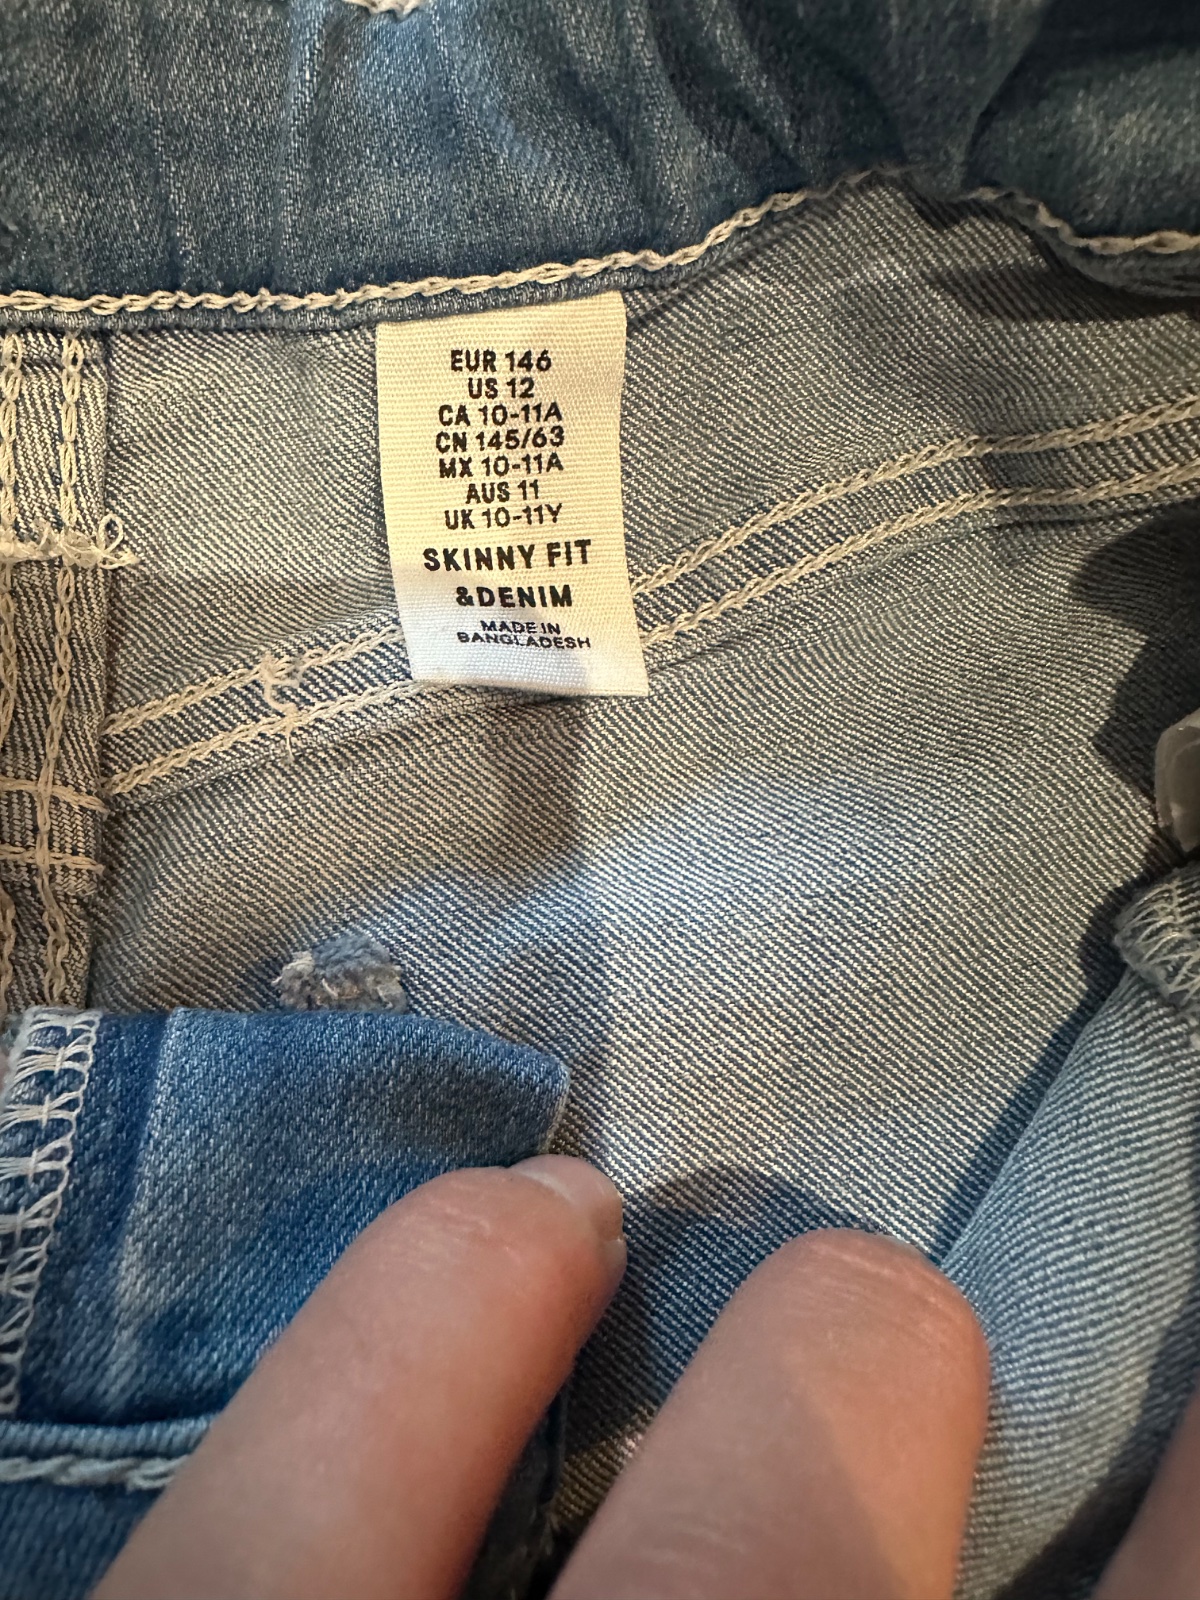 EUR 146
US 12
CA 10-11A
CN 145/63
MX 10-11A
AUS 11
UK 10-11Y
SKINNY FIT
&DENIM
MADE IN
BANGLADESH